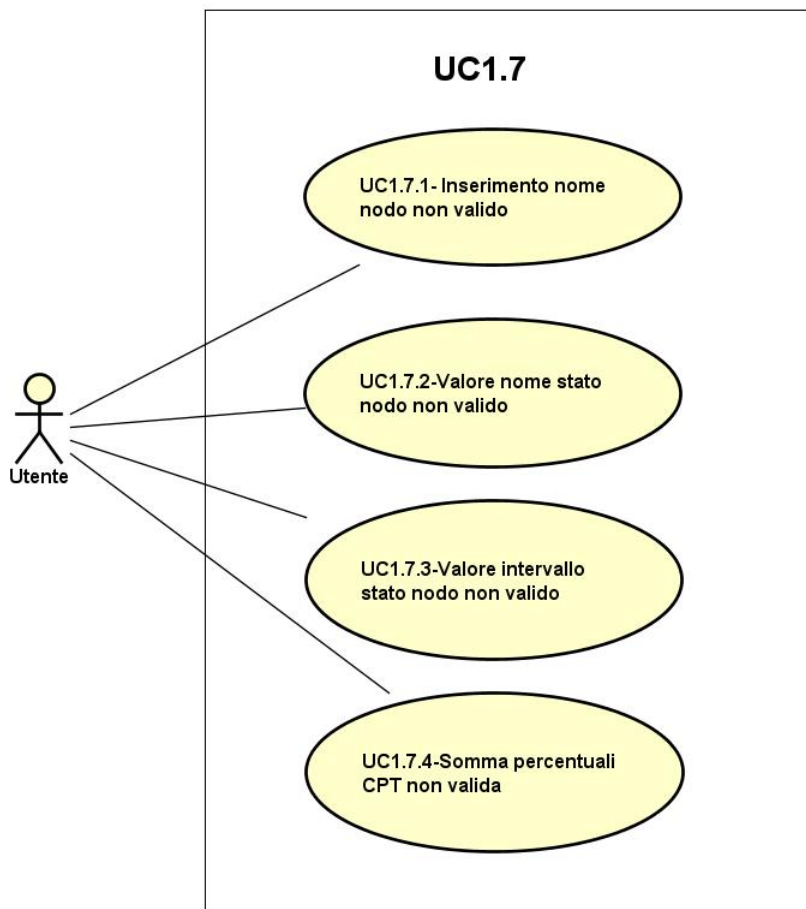 UC1.7
UC1.7.1- Inserimento nome
nodo non valido
UC1.7.2-Valore nome stato
nodo non valido
Utente
UC1.7.3-Valore intervallo
stato nodo non valido
UC1.7.4-Somma percentuali
CPT non valida